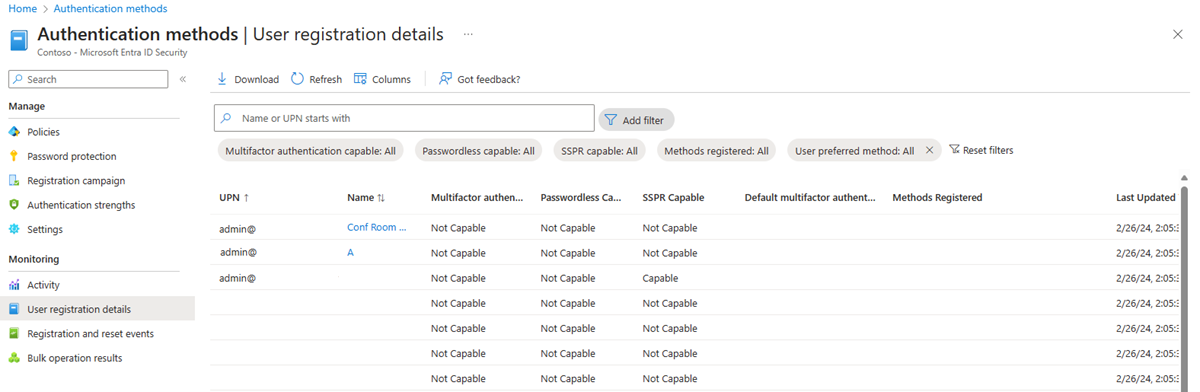 Home > Authentication methods
Authentication methods | User registration details ...
Contoso - Microsoft Entra ID Security
Search «
Download Refresh Columns Got feedback?
Manage
Policies
Password protection
Registration campaign
Authentication strengths
Settings
Monitoring
Activity
User registration details
Registration and reset events
Bulk operation results
Name or UPN starts with Add filter
Multifactor authentication capable: All Passwordless capable: All SSPR capable: All Methods registered: All User preferred method: All Reset filters
UPN ↑ Name ↑↓ Multifactor authen... Passwordless Ca... SSPR Capable Default multifactor authent... Methods Registered Last Updated
admin@ Conf Room ... Not Capable Not Capable Not Capable 2/26/24, 2:05:3
admin@ A Not Capable Not Capable Not Capable 2/26/24, 2:05:3
admin@ Not Capable Not Capable Capable 2/26/24, 2:05:3
Not Capable Not Capable Not Capable 2/26/24, 2:05:3
Not Capable Not Capable Not Capable 2/26/24, 2:05:3
Not Capable Not Capable Not Capable 2/26/24, 2:05:3
Not Capable Not Capable Not Capable 2/26/24, 2:05:3